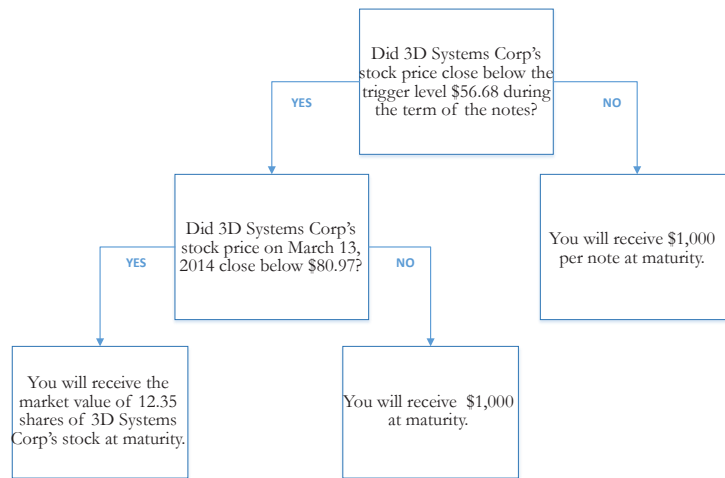 Did 3D Systems Corp's
stock price close below the
trigger level $56.68 during
the term of the notes?
YES
NO
Did 3D Systems Corp's
stock price on March 13,
2014 close below $80.97?
You will receive $1,000
per note at maturity.
YES
NO
You will receive the
market value of 12.35
shares of 3D Systems
Corp's stock at maturity.
You will receive $1,000
at maturity.